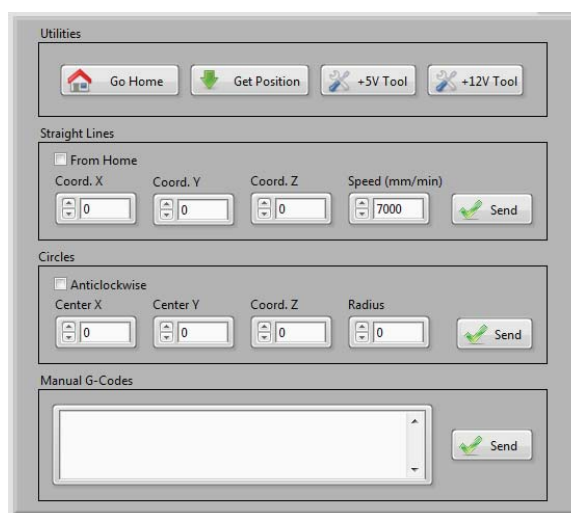 Utilities
Go Home Get Position +5V Tool +12V Tool
Straight Lines
From Home
Coord. X Coord. Y Coord. Z Speed (mm/min)
0 0 0 7000 Send
Circles
Anticlockwise
Center X Center Y Coord. Z Radius
0 0 0 0 Send
Manual G-Codes
Send